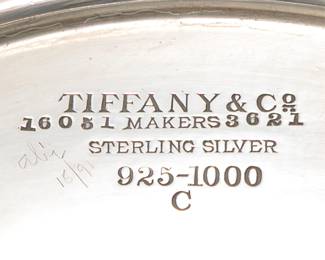 TIFFANY & Co
16051 MAKERS 3621
STERLING SILVER
925-1000
C